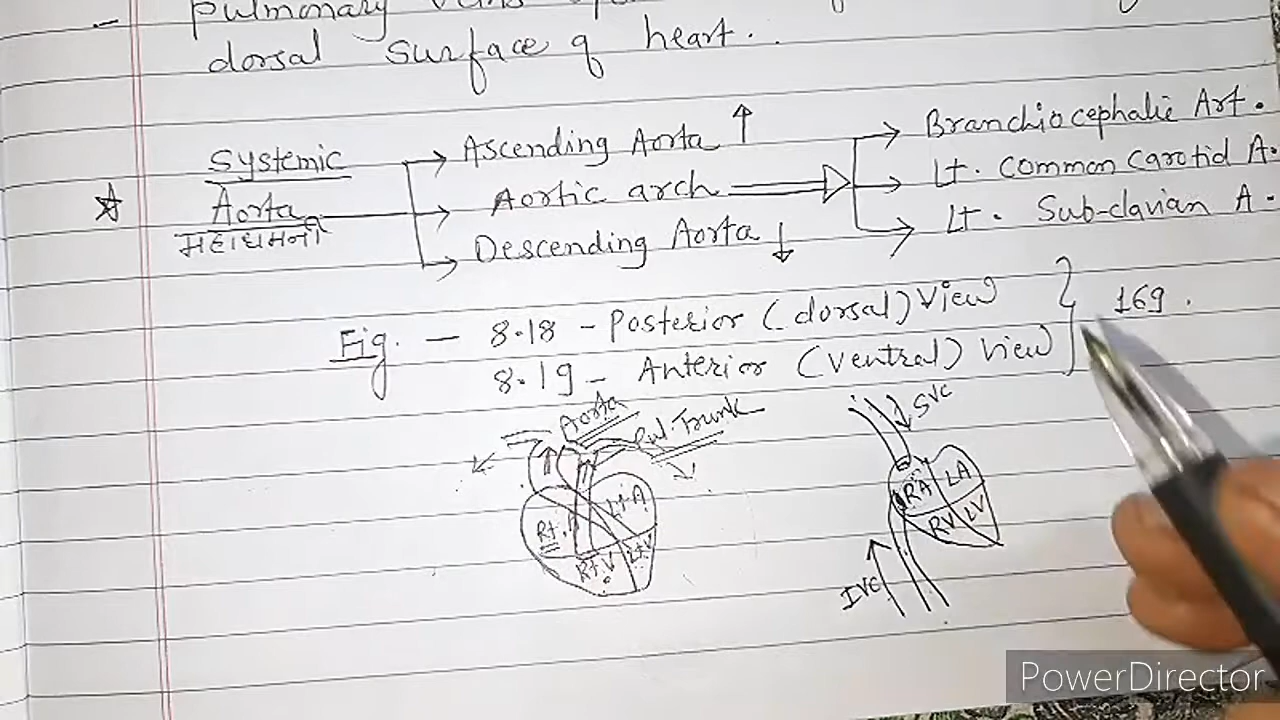 - Pulmonary
dorsal surface of heart.
Systemic
Aorta
महाधमनी
Ascending Aorta ↑
Aortic arch
Descending Aorta ↓
Branchiocephalic Art.
Lt. Common Carotid A.
Lt. Sub-clavian A.
Fig. - 8.18 - Posterior (dorsal) View
8.19 - Anterior (Ventral) View
169.
Aorta
Pul. Trunk
Rt. A
Lt. A
Rt. V
Lt. V
SVC
RA
LA
RV
LV
IVC
PowerDirector